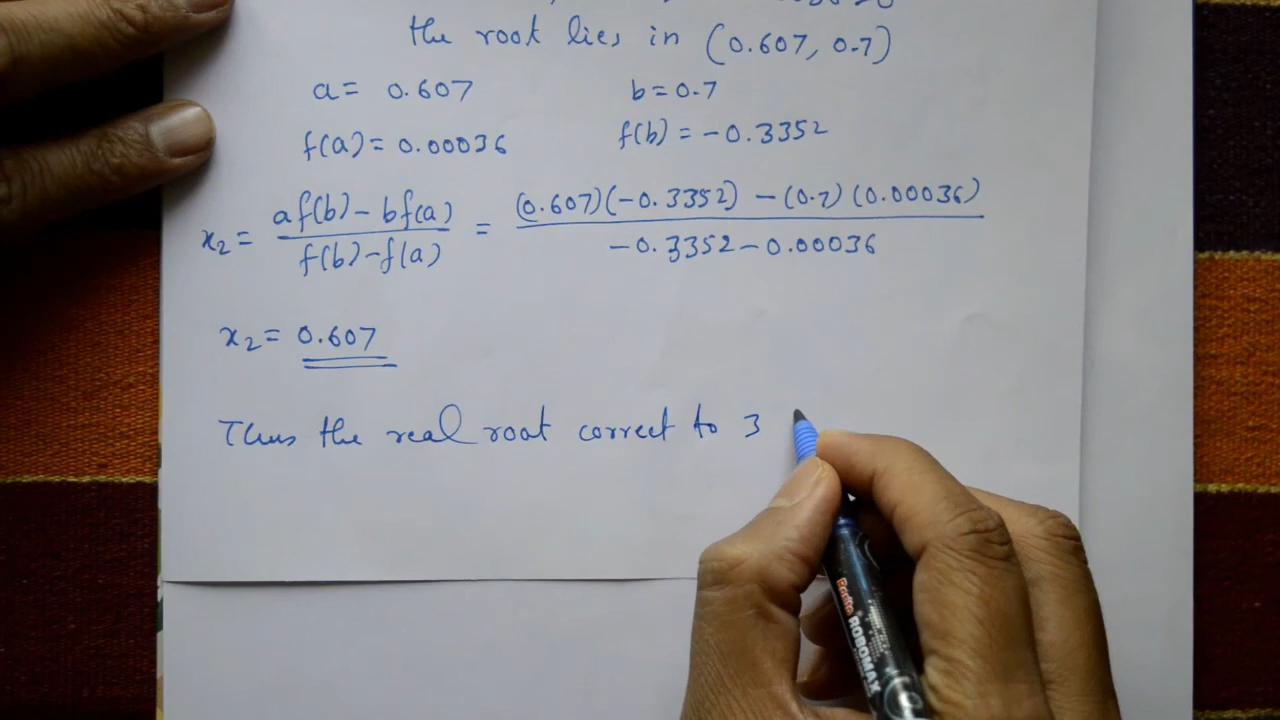 the root lies in (0.607, 0.7)
a = 0.607 b = 0.7
f(a) = 0.00036 f(b) = -0.3352
x₂ = af(b) - bf(a) / f(b) - f(a) = (0.607)(-0.3352) - (0.7)(0.00036) / -0.3352 - 0.00036
x₂ = 0.607
Thus the real root correct to 3
ROBOMAX